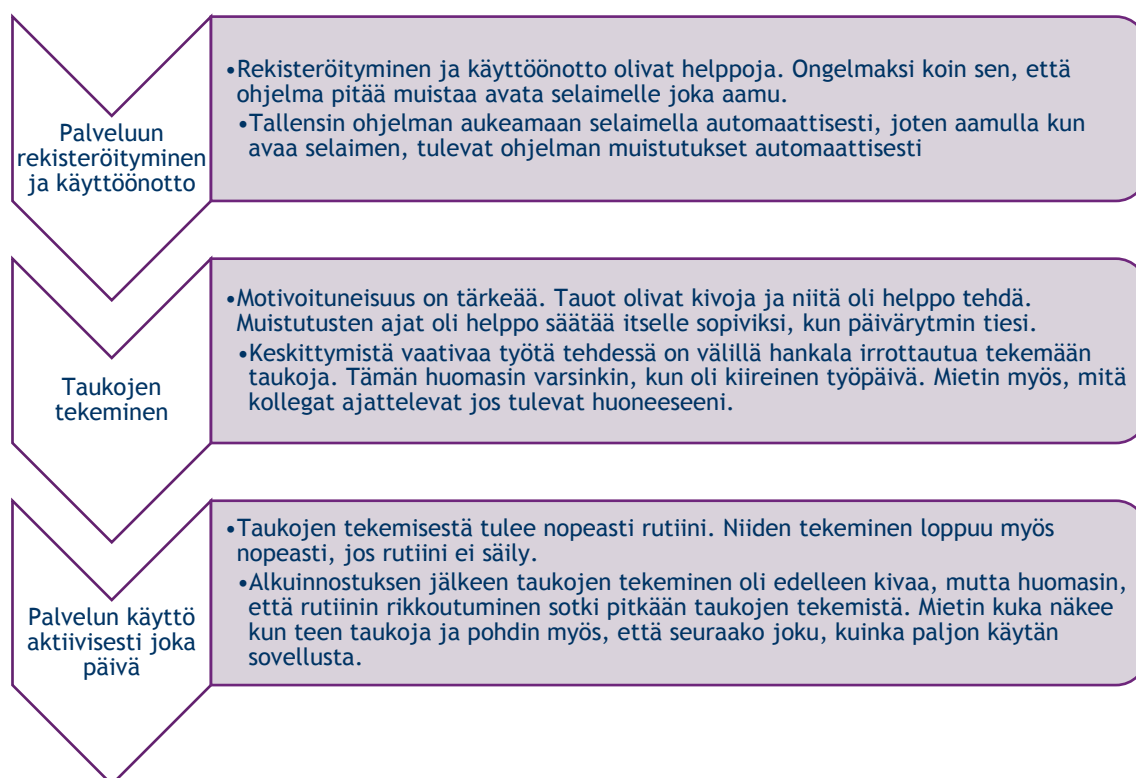 Palveluun
rekisteröityminen
ja käyttöönotto
•Rekisteröityminen ja käyttöönotto olivat helppoja. Ongelmaksi koin sen, että
ohjelma pitää muistaa avata selaimelle joka aamu.
•Tallensin ohjelman aukeamaan selaimella automaattisesti, joten aamulla kun
avaa selaimen, tulevat ohjelman muistutukset automaattisesti
Taukojen
tekeminen
•Motivoituneisuus on tärkeää. Tauot olivat kivoja ja niitä oli helppo tehdä.
Muistutusten ajat oli helppo säätää itselle sopiviksi, kun päivärytmin tiesi.
•Keskittymistä vaativaa työtä tehdessä on välillä hankala irrottautua tekemään
taukoja. Tämän huomasin varsinkin, kun oli kiireinen työpäivä. Mietin myös, mitä
kollegat ajattelevat jos tulevat huoneeseeni.
Palvelun käyttö
aktiivisesti joka
päivä
•Taukojen tekemisestä tulee nopeasti rutiini. Niiden tekeminen loppuu myös
nopeasti, jos rutiini ei säily.
•Alkuinnostuksen jälkeen taukojen tekeminen oli edelleen kivaa, mutta huomasin,
että rutiinin rikkoutuminen sotki pitkään taukojen tekemistä. Mietin kuka näkee
kun teen taukoja ja pohdin myös, että seuraako joku, kuinka paljon käytän
sovellusta.